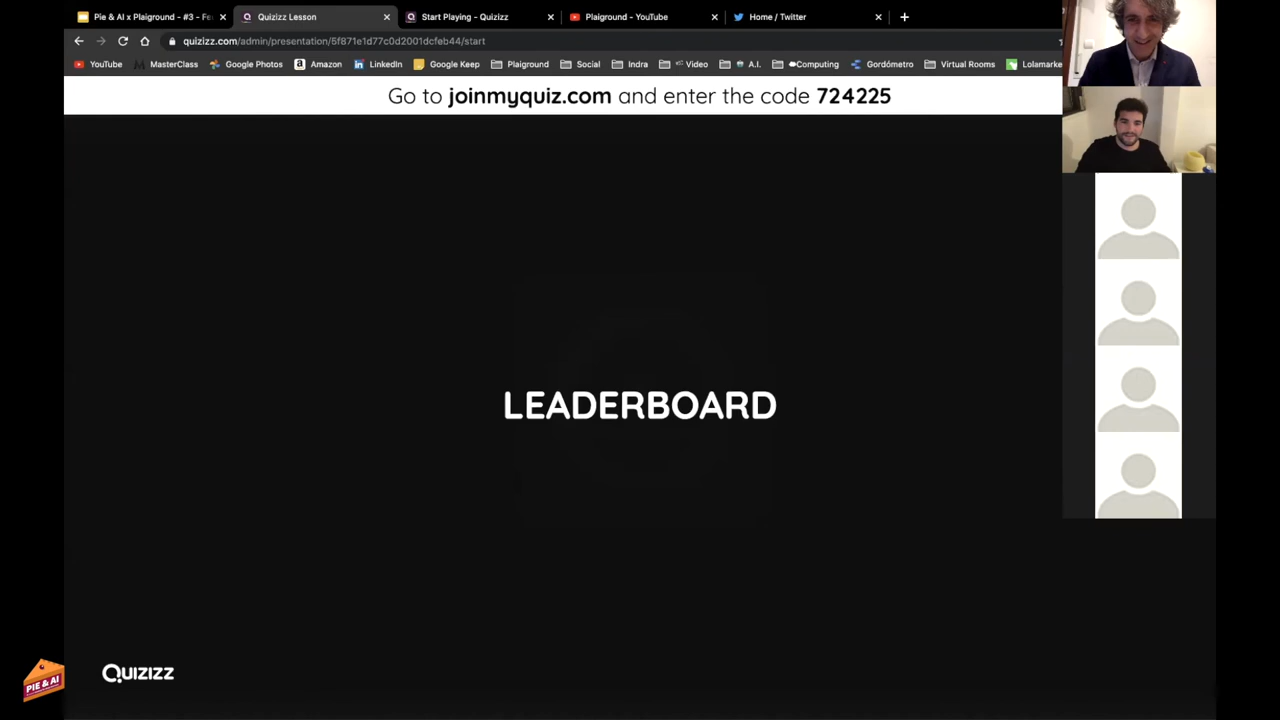 Pie & AI x Plaiground - #3 - Fe
Quizizz Lesson
Start Playing - Quizizz
Plaiground - YouTube
Home / Twitter
quizizz.com/admin/presentation/5f871e1d77c0d2001dcfeb44/start
YouTube
MasterClass
Google Photos
Amazon
LinkedIn
Google Keep
Plaiground
Social
Indra
Video
A.I.
Computing
Gordómetro
Virtual Rooms
Lolamarke
Go to joinmyquiz.com and enter the code 724225
LEADERBOARD
Quizizz
PIE & AI